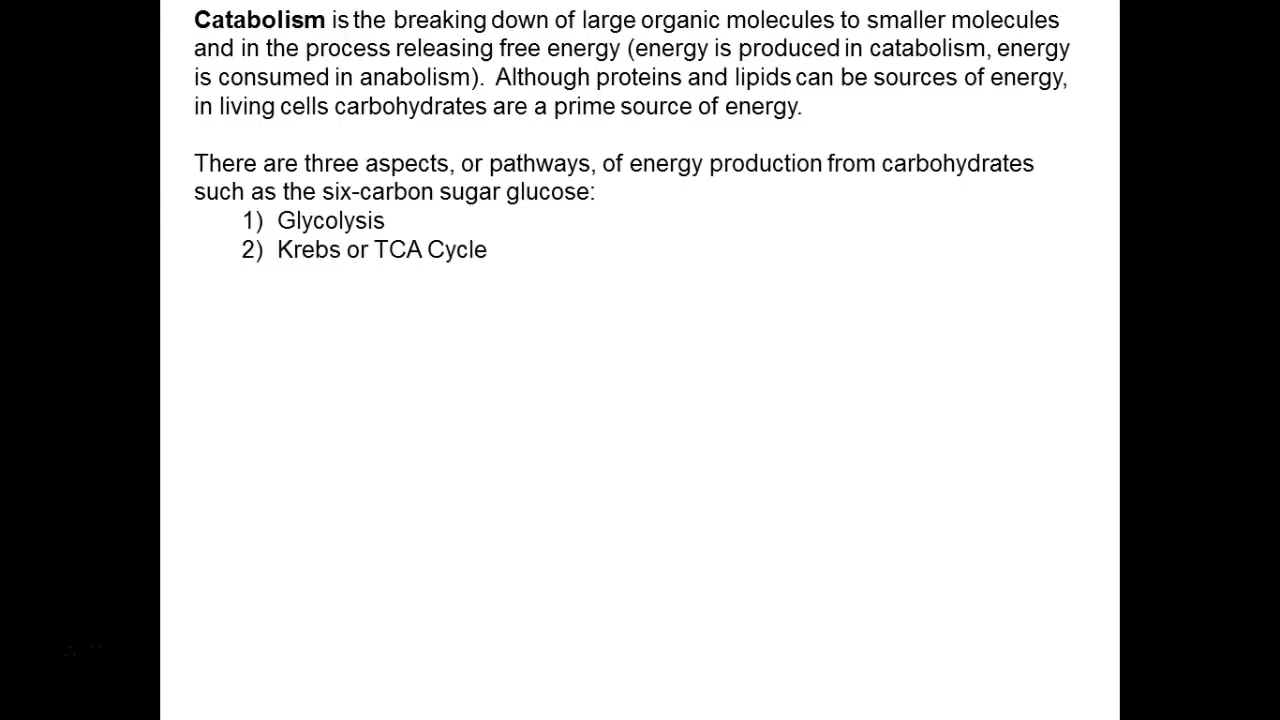 Catabolism is the breaking down of large organic molecules to smaller molecules
and in the process releasing free energy (energy is produced in catabolism, energy
is consumed in anabolism).  Although proteins and lipids can be sources of energy,
in living cells carbohydrates are a prime source of energy.
There are three aspects, or pathways, of energy production from carbohydrates
such as the six-carbon sugar glucose:
1)  Glycolysis
2)  Krebs or TCA Cycle